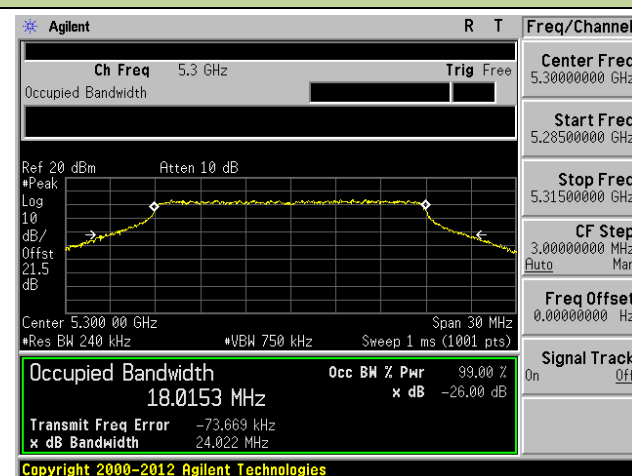 Agilent R T Freq/Channel
Ch Freq 5.3 GHz Trig Free
Occupied Bandwidth
Center Freq
5.30000000 GHz
Start Freq
5.28500000 GHz
Stop Freq
5.31500000 GHz
CF Step
3.00000000 MHz
Auto Man
Freq Offset
0.00000000 Hz
Signal Track
On Off
Ref 20 dBm Atten 10 dB
#Peak
Log
10
dB/
Offst
21.5
dB
Center 5.300 00 GHz Span 30 MHz
#Res BW 240 kHz #VBW 750 kHz Sweep 1 ms (1001 pts)
Occupied Bandwidth Occ BW % Pwr 99.00 %
18.0153 MHz x dB -26.00 dB
Transmit Freq Error -73.669 kHz
x dB Bandwidth 24.022 MHz
Copyright 2000-2012 Agilent Technologies